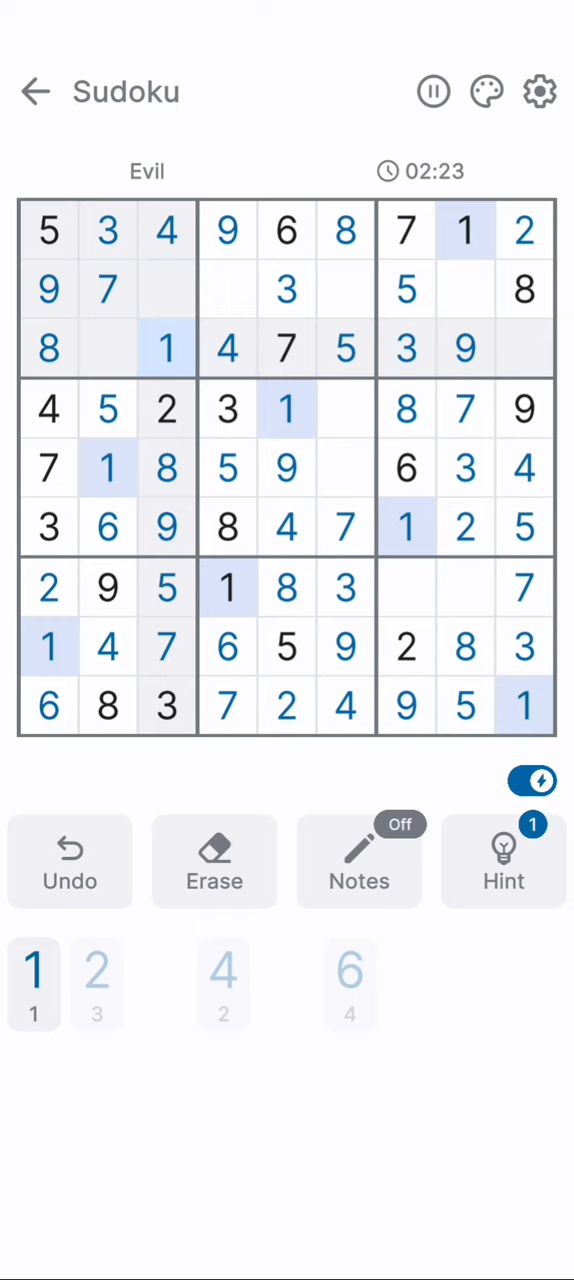 Sudoku
Evil 02:23
5 3 4 9 6 8 7 1 2
9 7 3 5 8
8 1 4 7 5 3 9
4 5 2 3 1 8 7 9
7 1 8 5 9 6 3 4
3 6 9 8 4 7 1 2 5
2 9 5 1 8 3 7
1 4 7 6 5 9 2 8 3
6 8 3 7 2 4 9 5 1
Off 1
Undo Erase Notes Hint
1 2 4 6
1 3 2 4